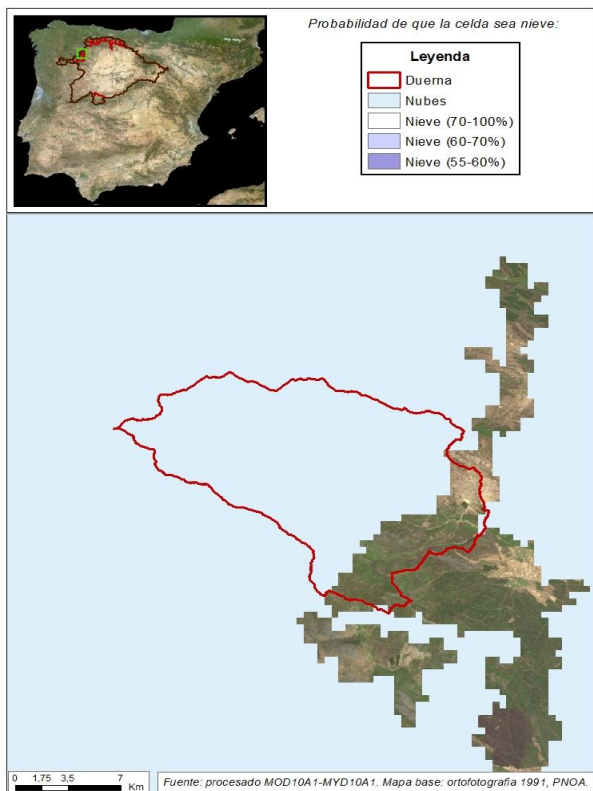 Probabilidad de que la celda sea nieve:
Leyenda
Duerna
Nubes
Nieve (70-100%)
Nieve (60-70%)
Nieve (55-60%)
0 1,75 3,5 7
Km
Fuente: procesado MOD10A1-MYD10A1. Mapa base: ortofotografía 1991, PNOA.